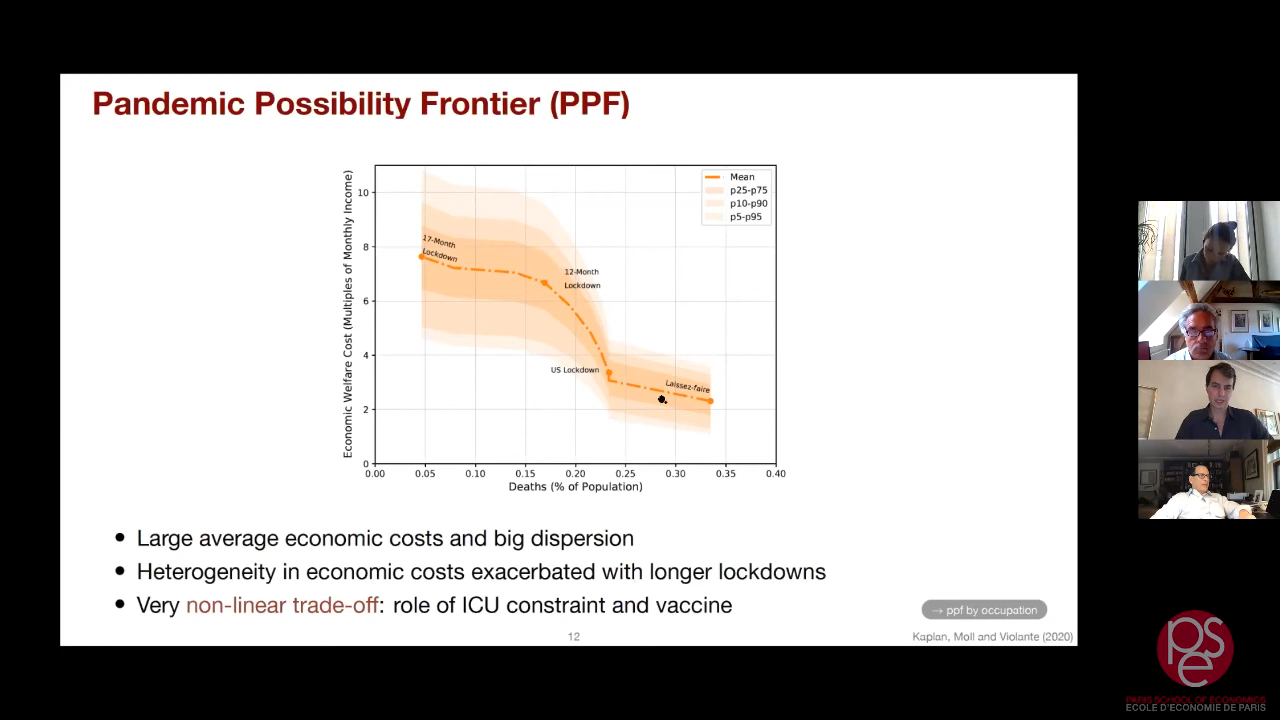 Pandemic Possibility Frontier (PPF)
Economic Welfare Cost (Multiples of Monthly Income)
10
8
6
4
2
0
0.00 0.05 0.10 0.15 0.20 0.25 0.30 0.35 0.40
Deaths (% of Population)
Mean
p25-p75
p10-p90
p5-p95
17-Month
Lockdown
12-Month
Lockdown
US Lockdown
Laissez-faire
• Large average economic costs and big dispersion
• Heterogeneity in economic costs exacerbated with longer lockdowns
• Very non-linear trade-off: role of ICU constraint and vaccine
→ ppf by occupation
12
Kaplan, Moll and Violante (2020)
pse
PARIS SCHOOL OF ECONOMICS
ECOLE D'ECONOMIE DE PARIS